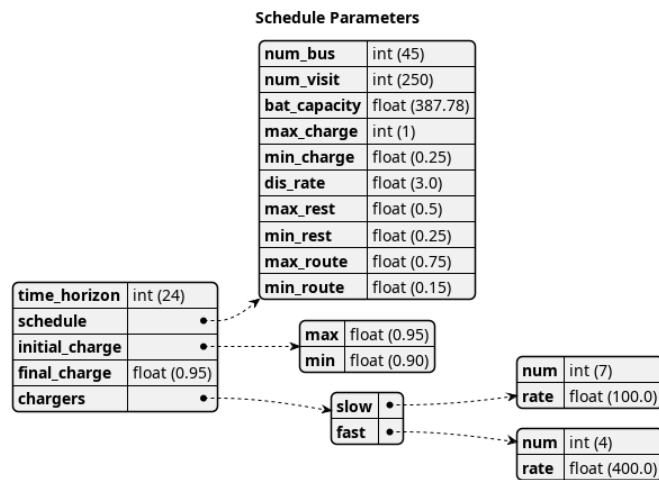 Schedule Parameters
num_bus int (45)
num_visit int (250)
bat_capacity float (387.78)
max_charge int (1)
min_charge float (0.25)
dis_rate float (3.0)
max_rest float (0.5)
min_rest float (0.25)
max_route float (0.75)
min_route float (0.15)
time_horizon int (24)
schedule
initial_charge
final_charge float (0.95)
chargers
max float (0.95)
min float (0.90)
slow
fast
num int (7)
rate float (100.0)
num int (4)
rate float (400.0)